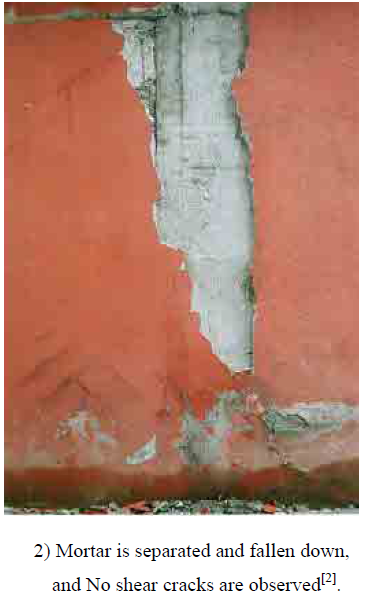 2) Mortar is separated and fallen down,
and No shear cracks are observed[2].